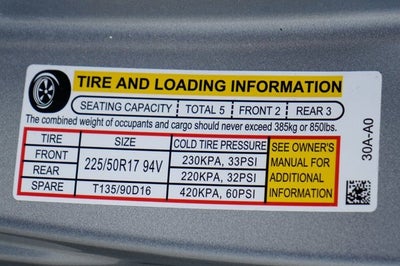 TIRE AND LOADING INFORMATION
SEATING CAPACITY TOTAL 5 FRONT 2 REAR 3
The combined weight of occupants and cargo should never exceed 385kg or 850lbs.
TIRE SIZE COLD TIRE PRESSURE SEE OWNER'S
FRONT 225/50R17 94V 230KPA, 33PSI MANUAL FOR
REAR 220KPA, 32PSI ADDITIONAL
SPARE T135/90D16 420KPA, 60PSI INFORMATION
30A-A0